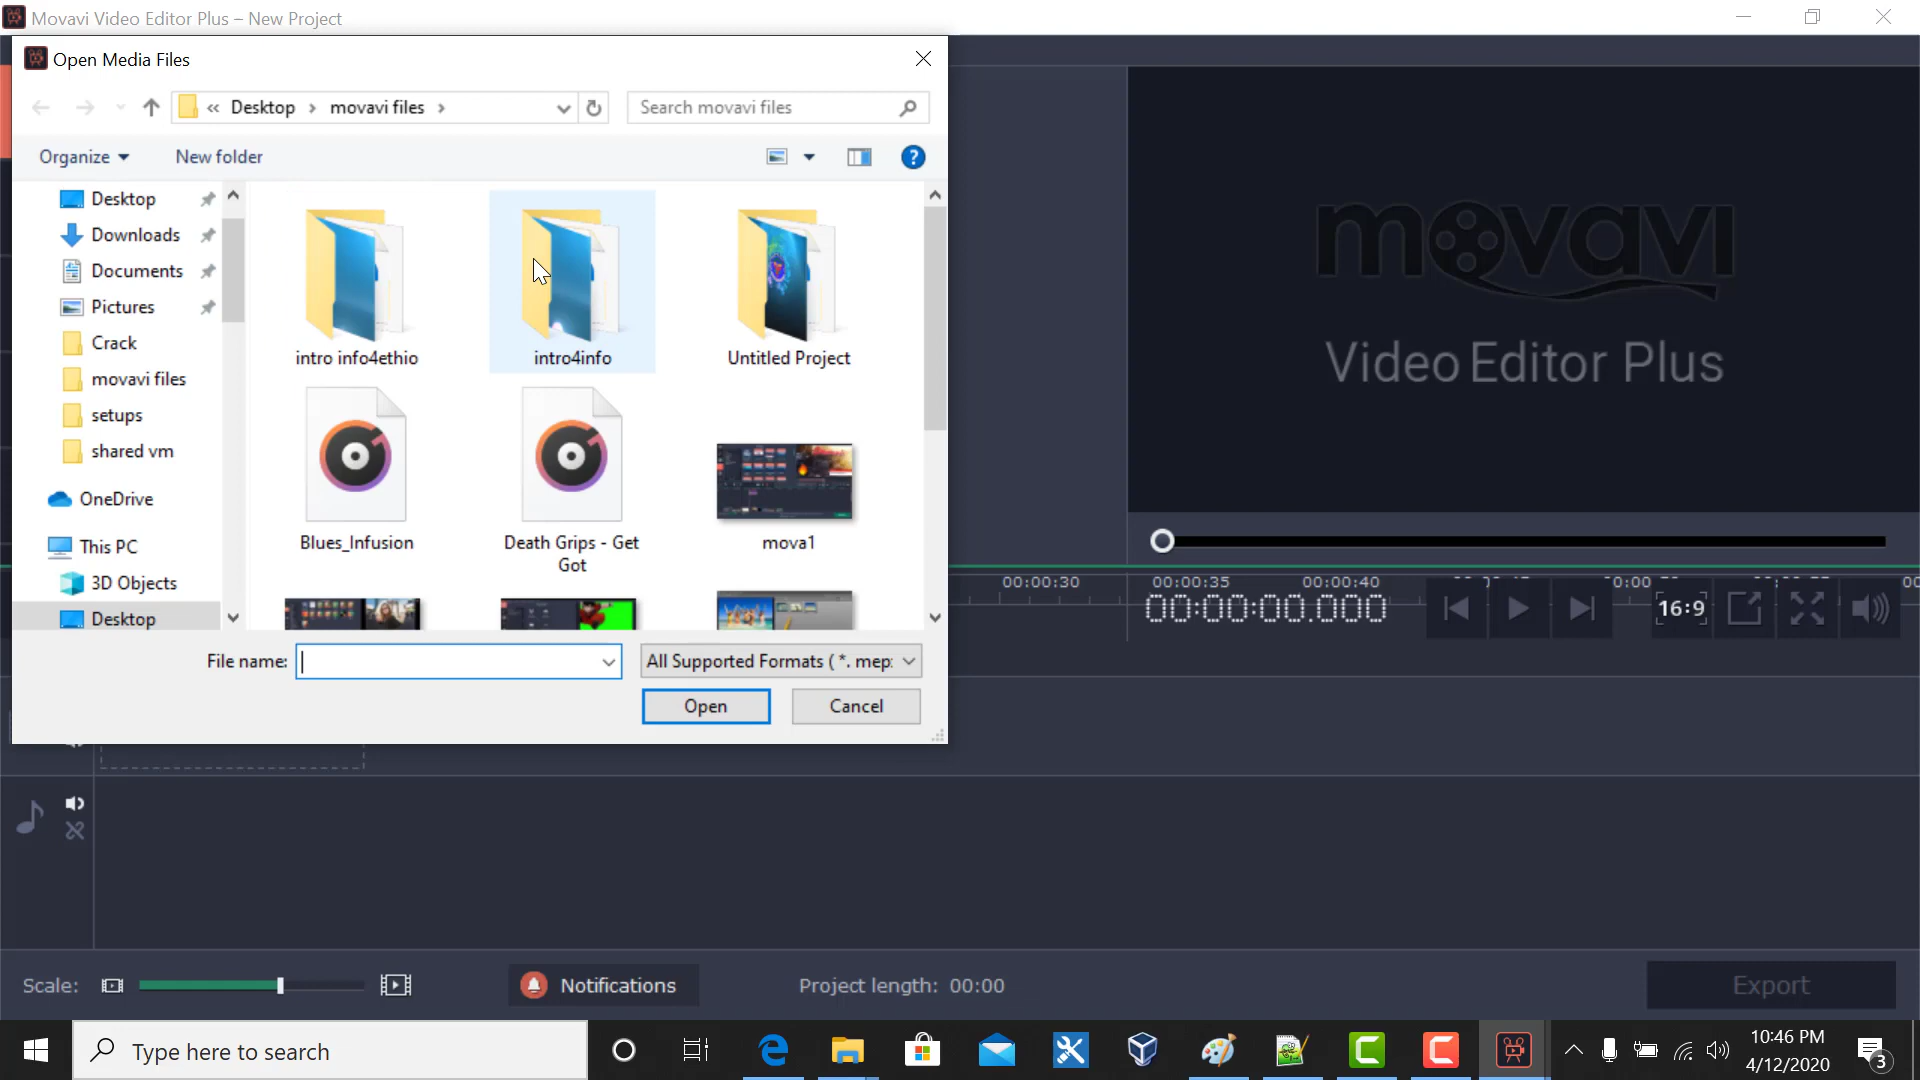 Movavi Video Editor Plus – New Project
Open Media Files
« Desktop › movavi files ›
Search movavi files
Organize
New folder
Desktop
Downloads
Documents
Pictures
Crack
movavi files
setups
shared vm
OneDrive
This PC
3D Objects
Desktop
intro info4ethio
intro4info
Untitled Project
Blues_Infusion
Death Grips - Get
Got
mova1
File name:
All Supported Formats (*. mep
Open
Cancel
movavi
Video Editor Plus
00:00:30
00:00:35
00:00:40
00:00:00.000
16:9
Scale:
Notifications
Project length: 00:00
Export
Type here to search
10:46 PM
4/12/2020
3